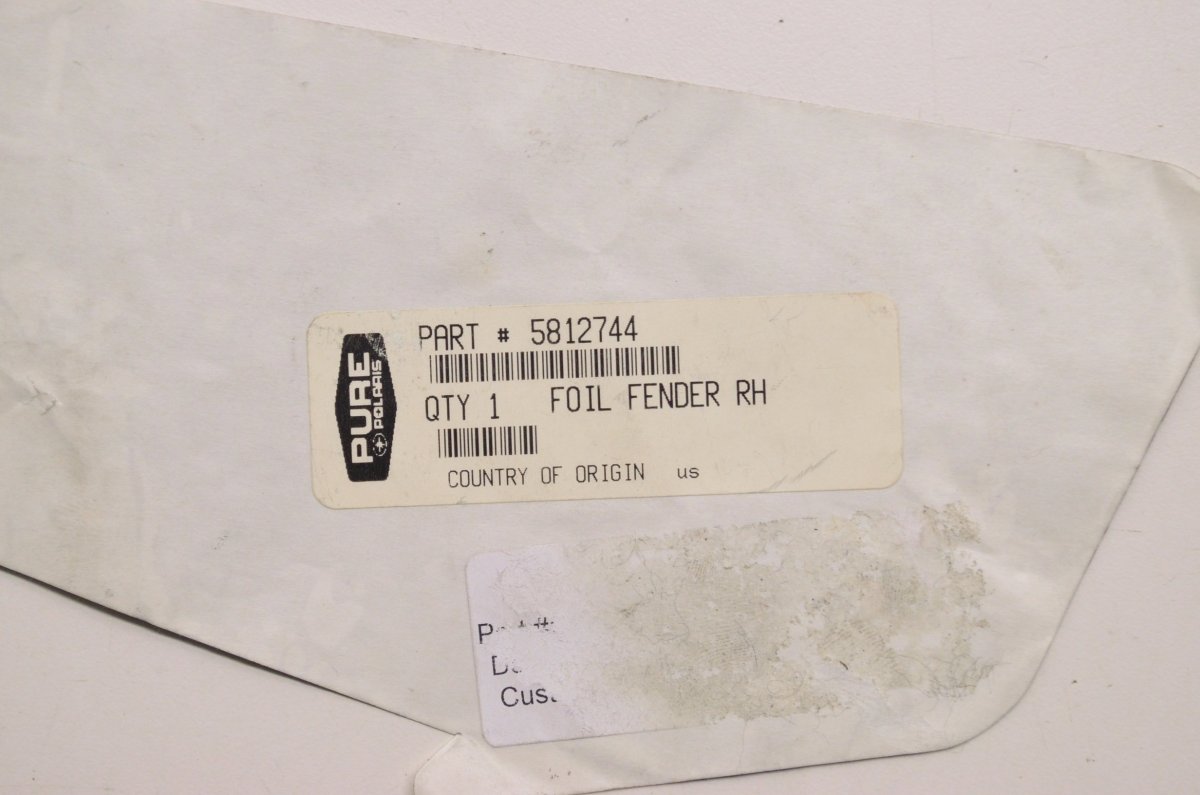 PURE
POLARIS
PART # 5812744
QTY 1 FOIL FENDER RH
COUNTRY OF ORIGIN us